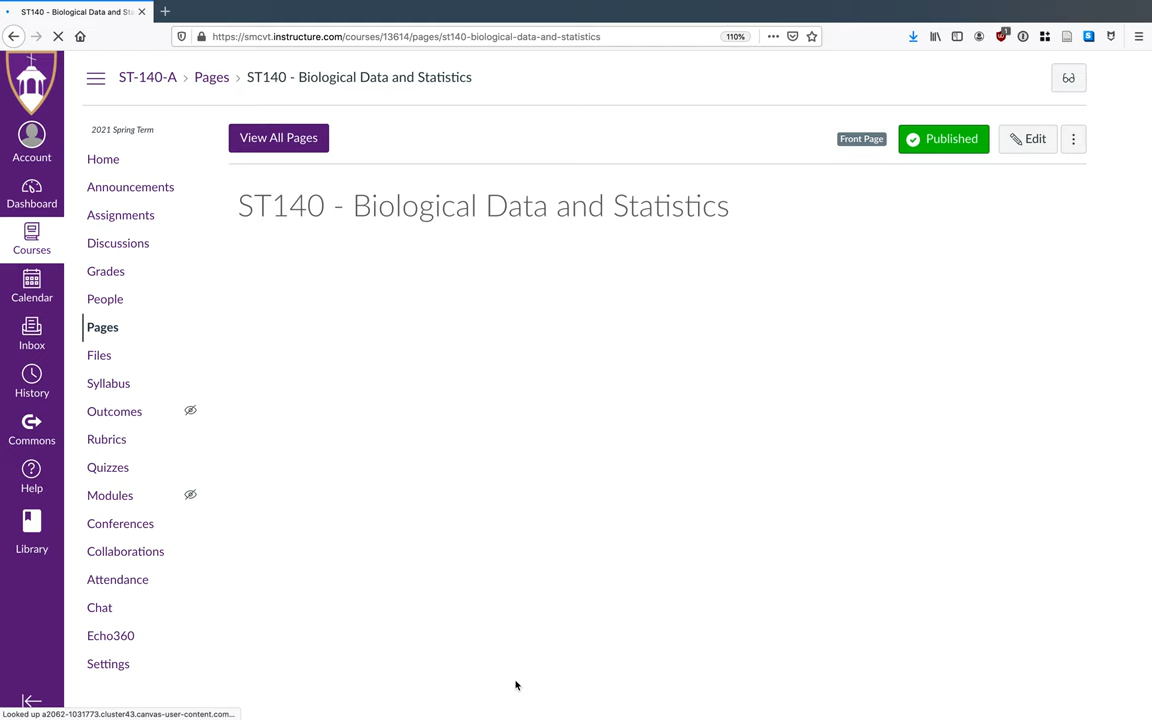 ST140 - Biological Data and Sta
https://smcvt.instructure.com/courses/13614/pages/st140-biological-data-and-statistics
110%
1
ST-140-A › Pages › ST140 - Biological Data and Statistics
2021 Spring Term
View All Pages
Front Page
Published
Edit
Home
Announcements
Assignments
Discussions
Grades
People
Pages
Files
Syllabus
Outcomes
Rubrics
Quizzes
Modules
Conferences
Collaborations
Attendance
Chat
Echo360
Settings
ST140 - Biological Data and Statistics
Account
Dashboard
Courses
Calendar
Inbox
History
Commons
Help
Library
Looked up a2062-1031773.cluster43.canvas-user-content.com...